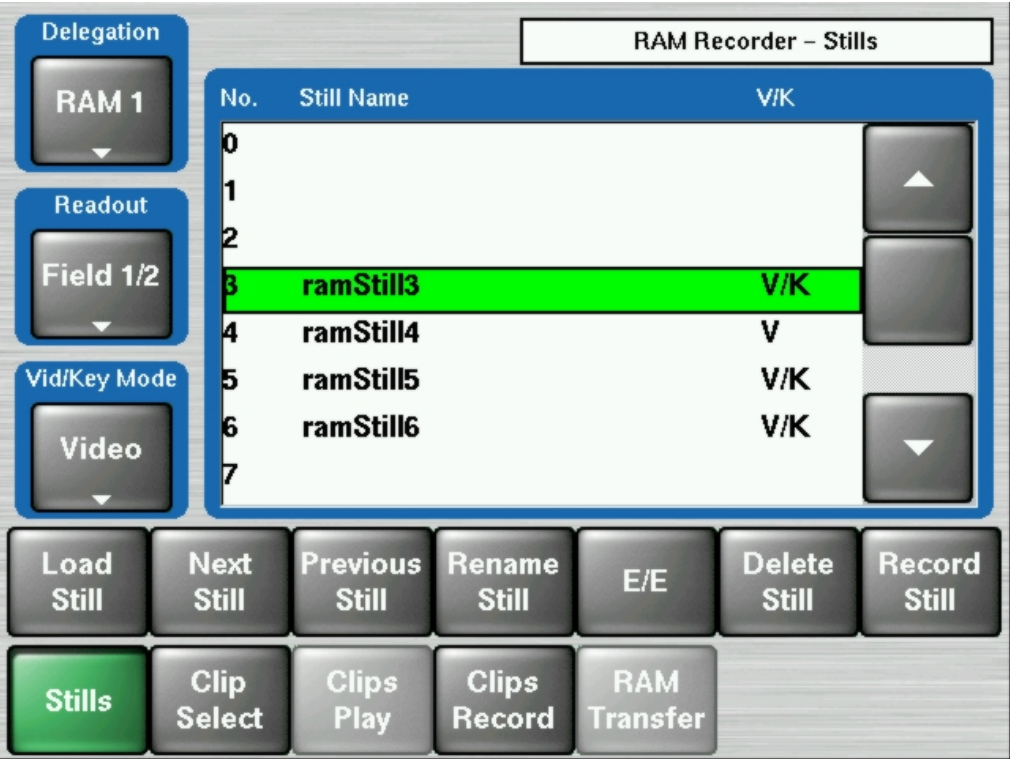 Delegation
RAM Recorder – Stills
RAM 1
No. Still Name V/K
0
1
Readout
2
Field 1/2
3 ramStill3 V/K
4 ramStill4 V
Vid/Key Mode
5 ramStill5 V/K
6 ramStill6 V/K
Video
7
Load Still
Next Still
Previous Still
Rename Still
E/E
Delete Still
Record Still
Stills
Clip Select
Clips Play
Clips Record
RAM Transfer